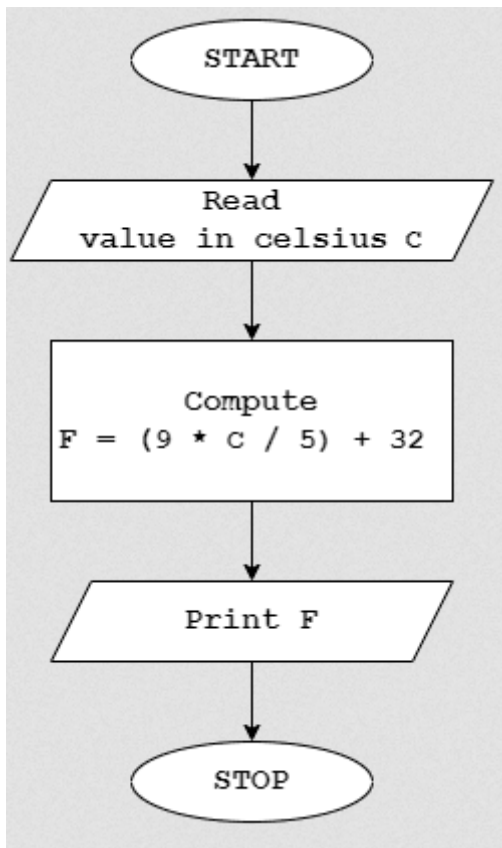 START
Read
value in celsius C
Compute
F = (9 * C / 5) + 32
Print F
STOP